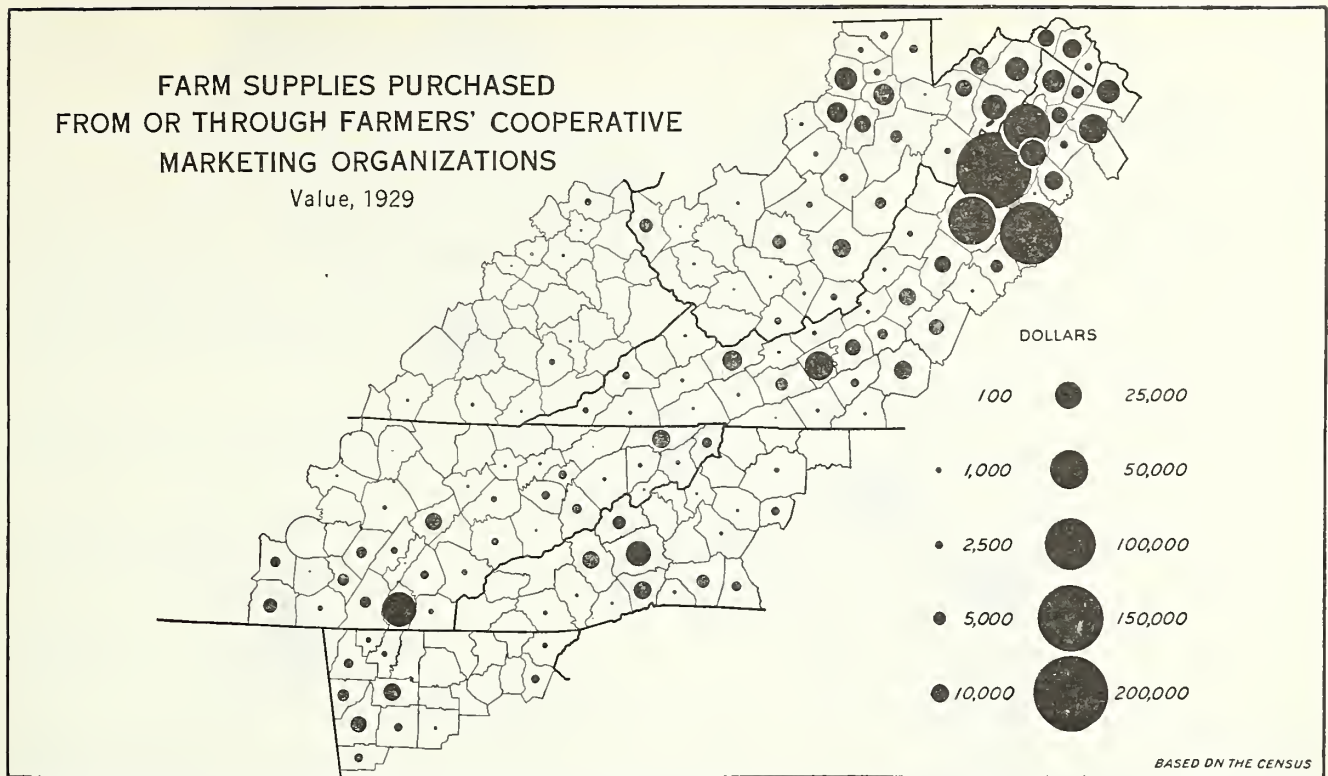 FARM SUPPLIES PURCHASED
FROM OR THROUGH FARMERS' COOPERATIVE
MARKETING ORGANIZATIONS
Value, 1929
DOLLARS
100 25,000
1,000 50,000
2,500 100,000
5,000 150,000
10,000 200,000
BASED ON THE CENSUS